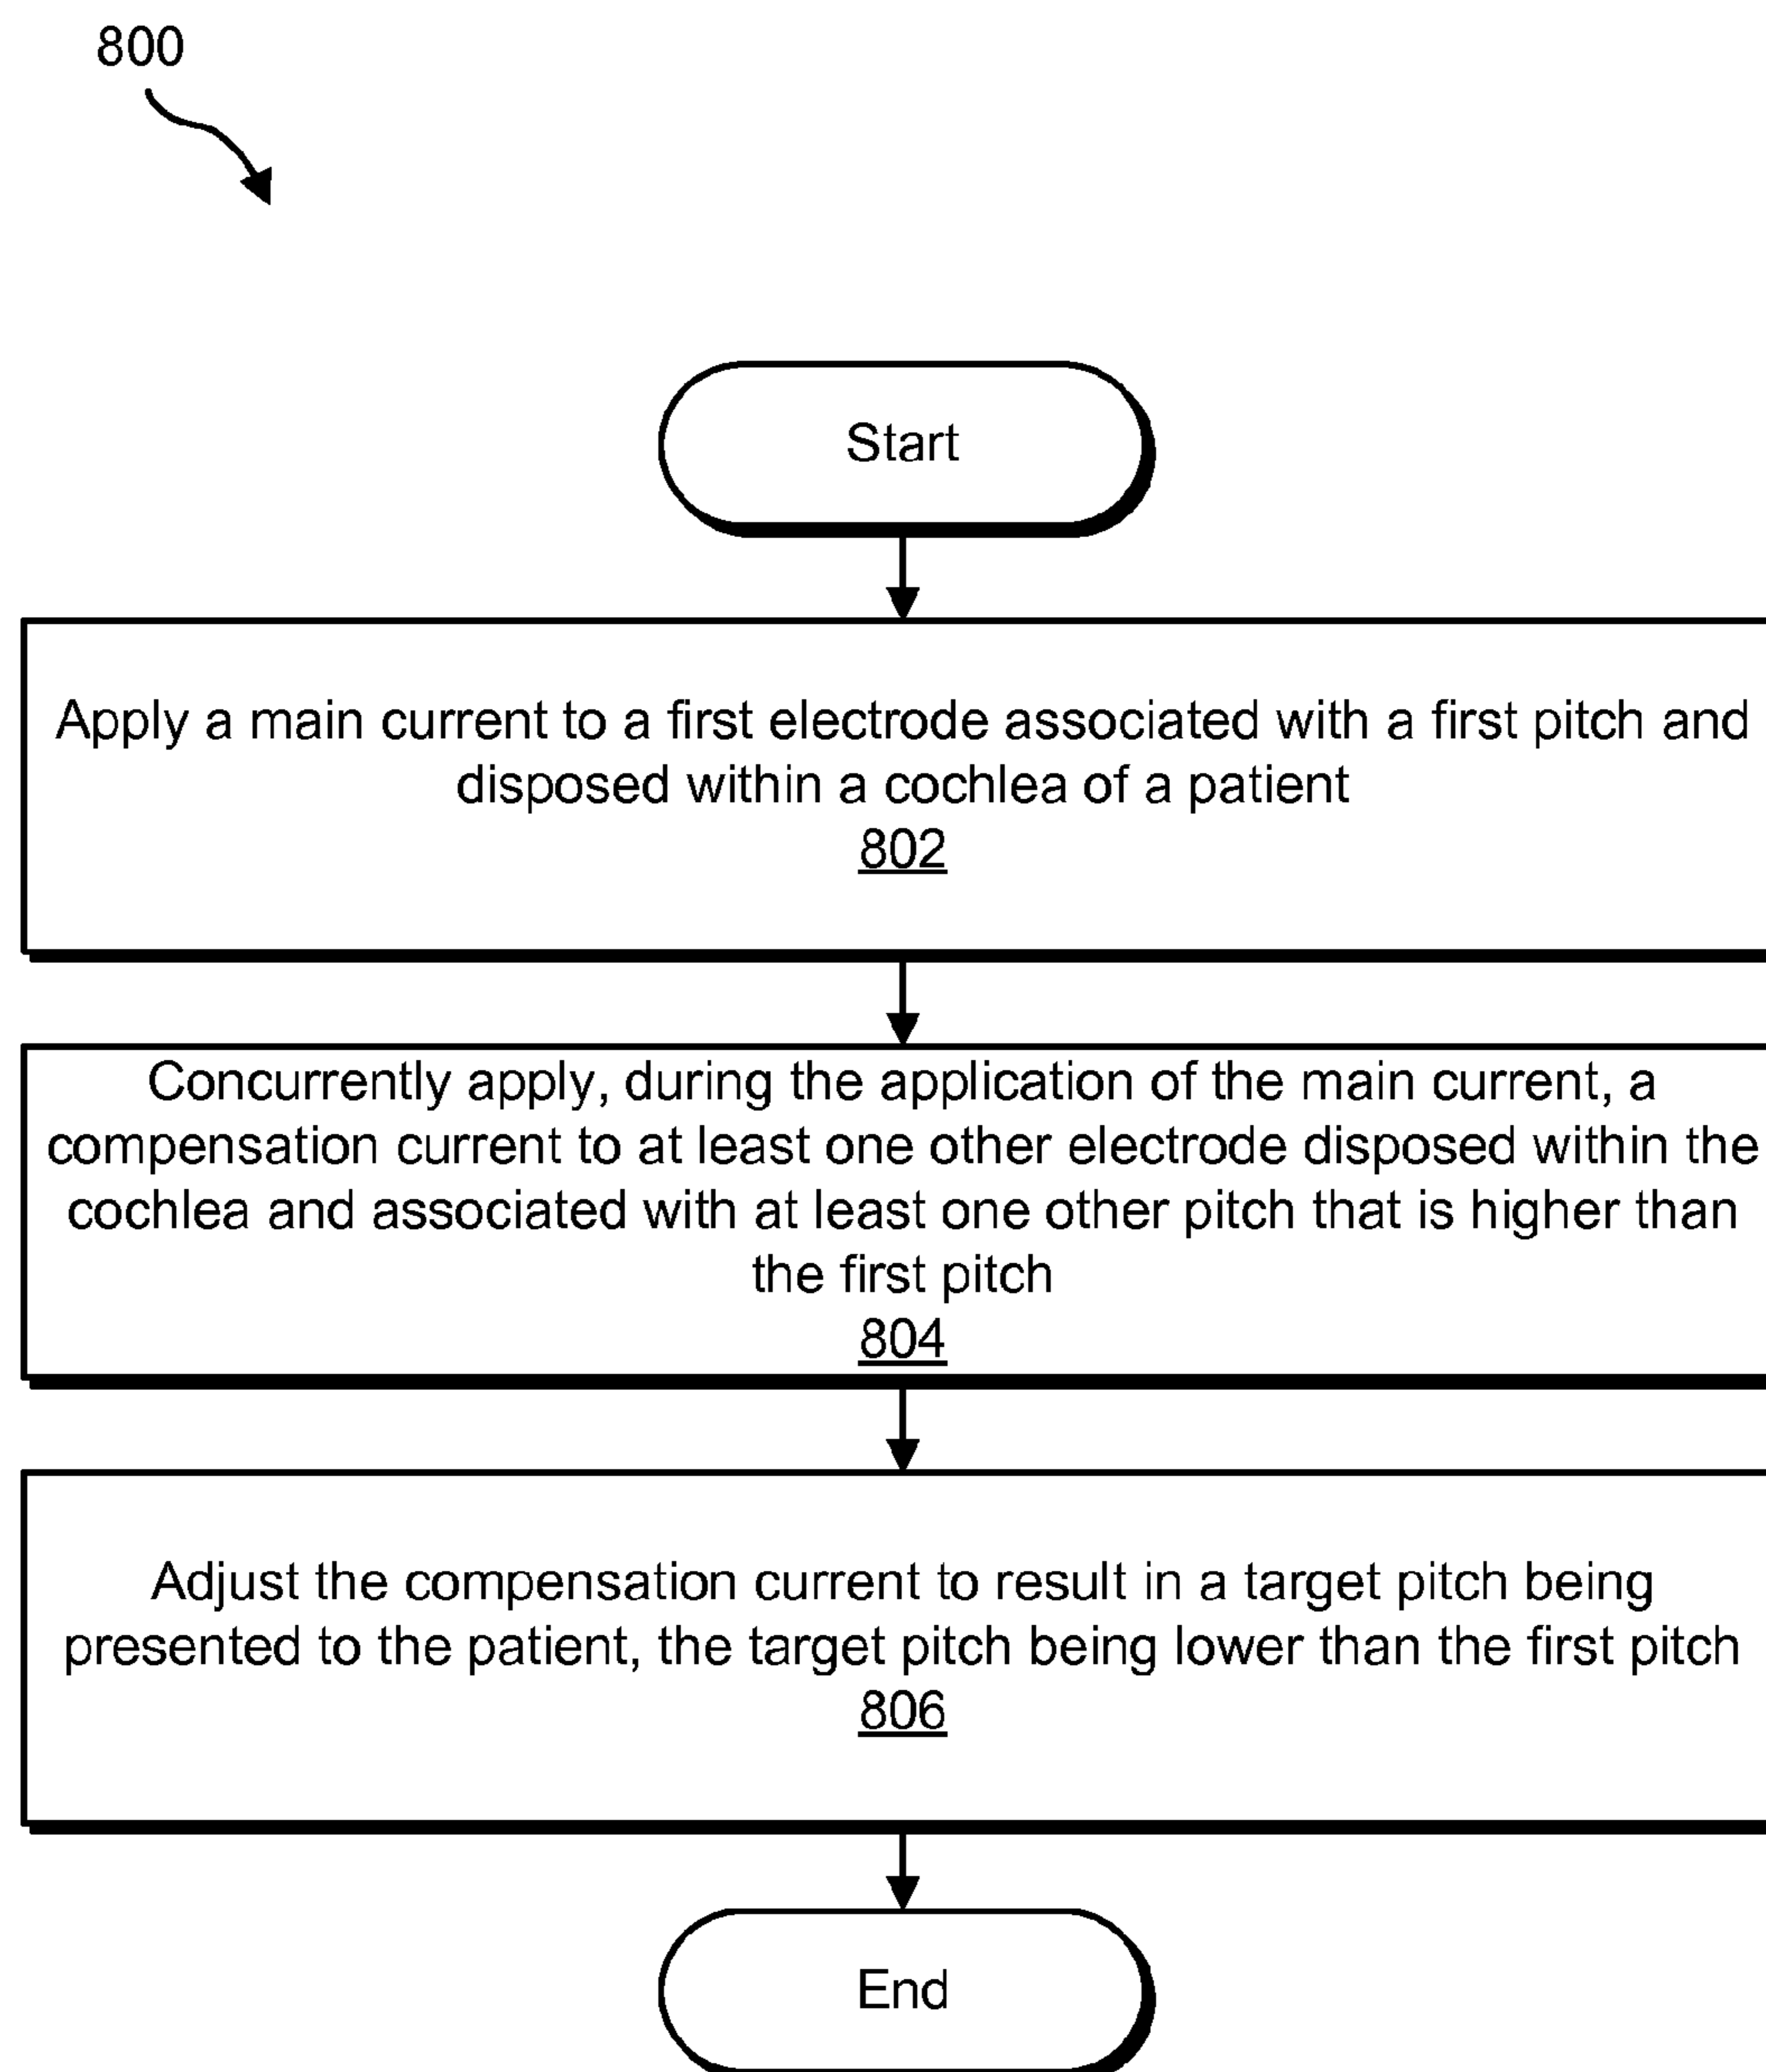 800
Start
Apply a main current to a first electrode associated with a first pitch and
disposed within a cochlea of a patient
802
Concurrently apply, during the application of the main current, a
compensation current to at least one other electrode disposed within the
cochlea and associated with at least one other pitch that is higher than
the first pitch
804
Adjust the compensation current to result in a target pitch being
presented to the patient, the target pitch being lower than the first pitch
806
End